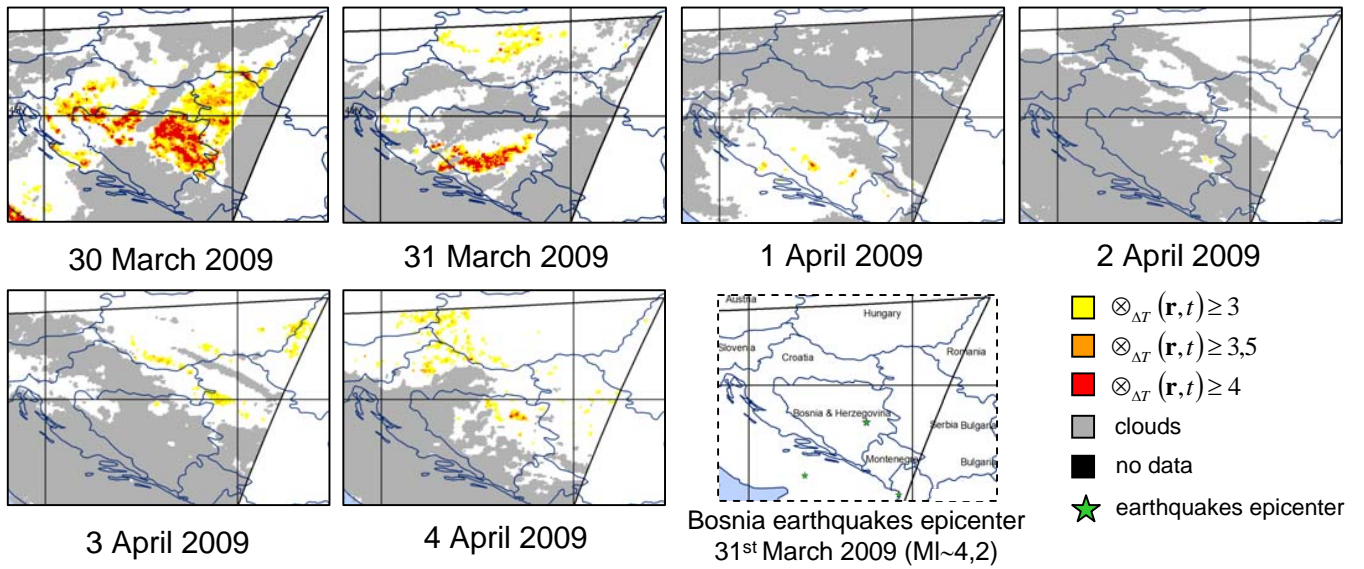 30 March 2009
31 March 2009
1 April 2009
2 April 2009
3 April 2009
4 April 2009
Austria
Hungary
Slovenia
Croatia
Romania
Bosnia & Herzegovina
Serbia
Bulgaria
Montenegro
Bulgaria
Bosnia earthquakes epicenter
31st March 2009 (Ml~4,2)
⊗ΔT (r, t) ≥ 3
⊗ΔT (r, t) ≥ 3,5
⊗ΔT (r, t) ≥ 4
clouds
no data
earthquakes epicenter